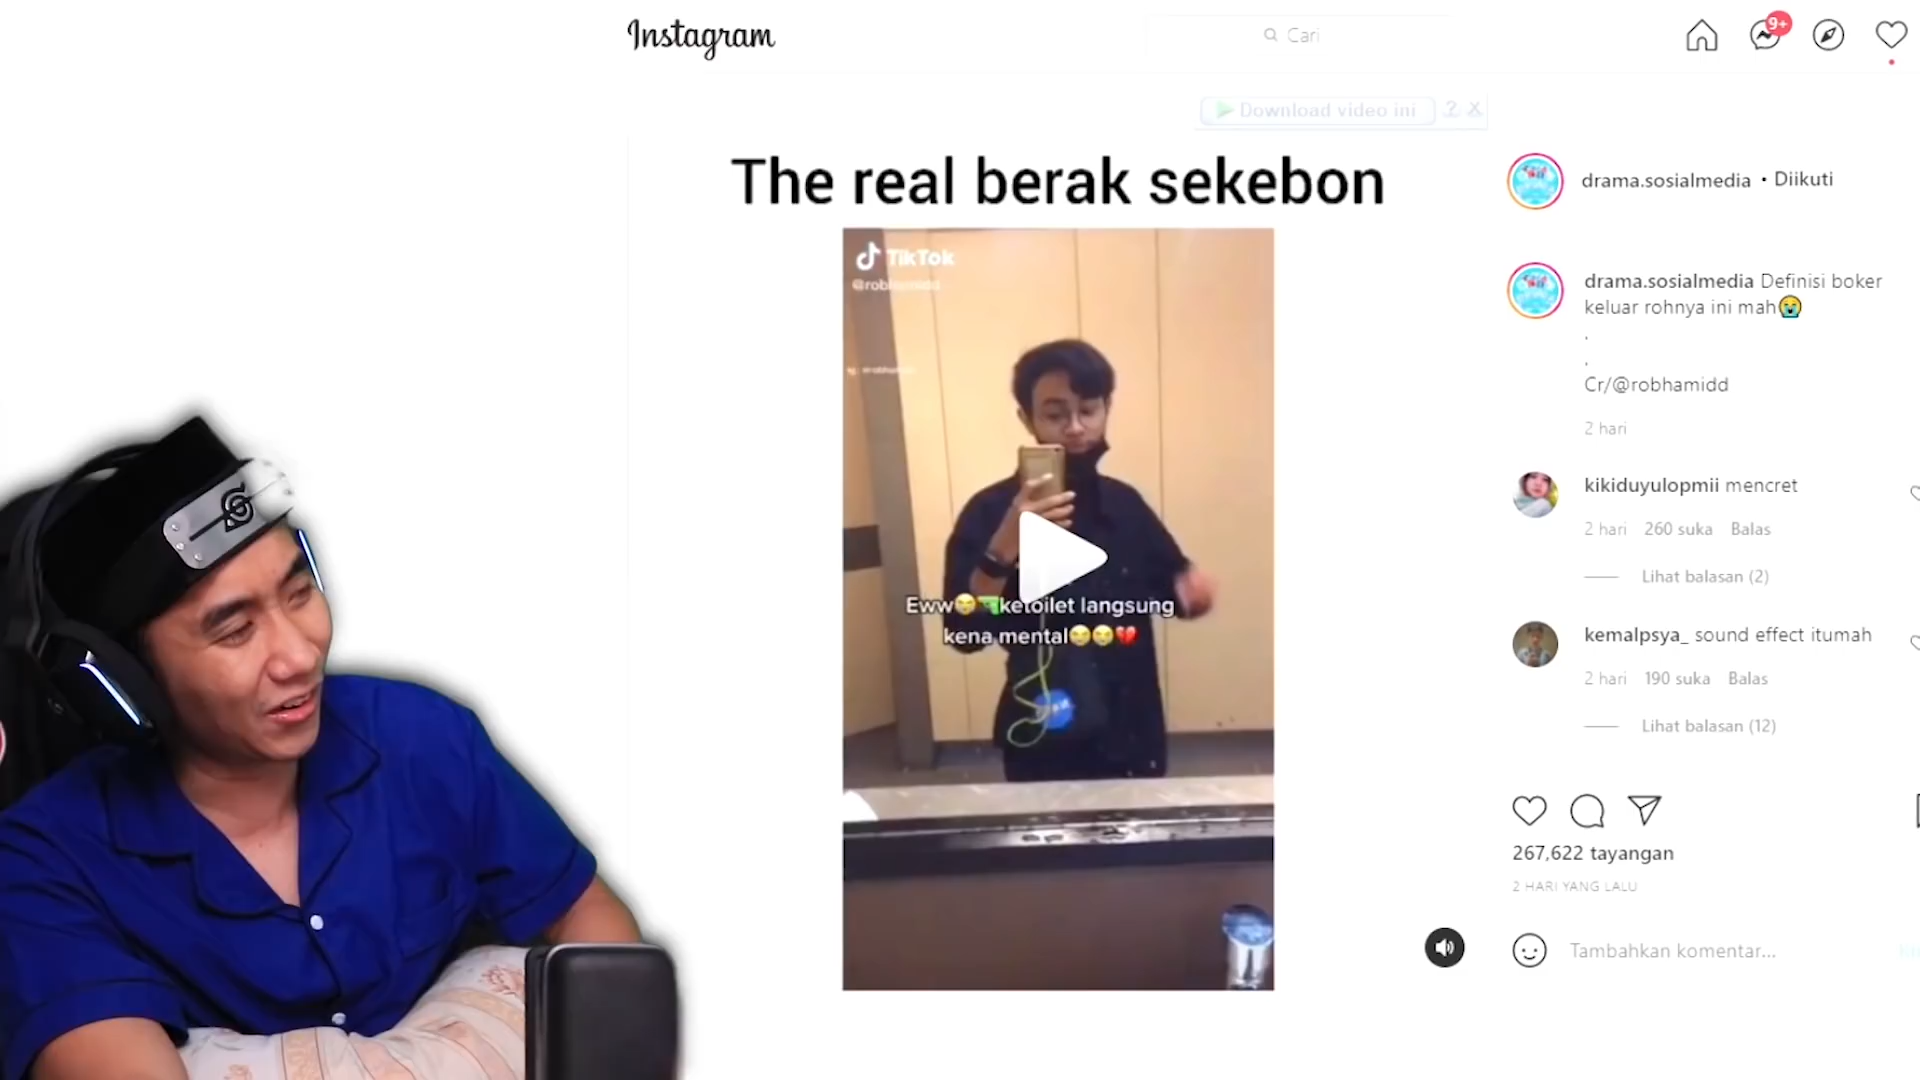 Instagram
Cari
9+
Download video ini ? X
The real berak sekebon
TikTok
@robhamidd
Eww😭🔫ketoilet langsung
kena mental😭😭💔
drama.sosialmedia • Diikuti
drama.sosialmedia Definisi boker
keluar rohnya ini mah😭
.
.
Cr/@robhamidd
2 hari
kikiduyulopmii mencret
2 hari 260 suka Balas
Lihat balasan (2)
kemalpsya_ sound effect itumah
2 hari 190 suka Balas
Lihat balasan (12)
267,622 tayangan
2 HARI YANG LALU
Tambahkan komentar...